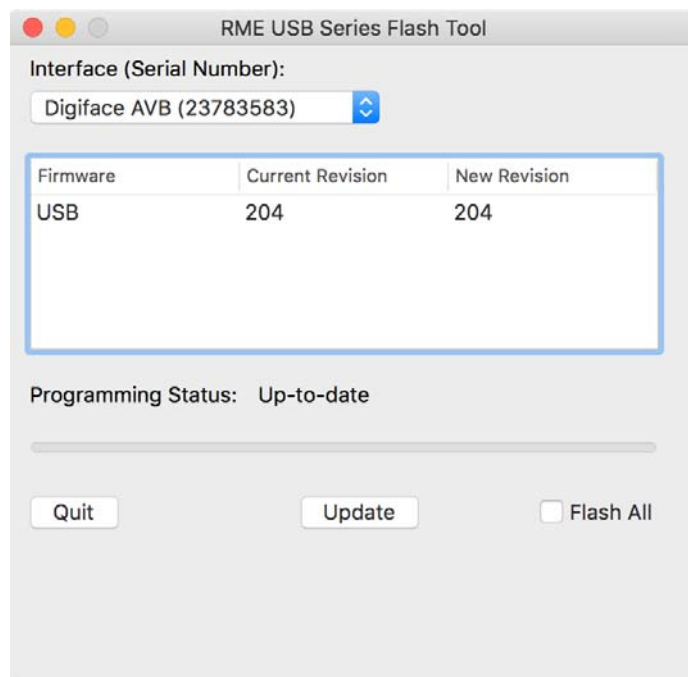 RME USB Series Flash Tool
Interface (Serial Number):
Digiface AVB (23783583)
Firmware Current Revision New Revision
USB 204 204
Programming Status: Up-to-date
Quit Update Flash All